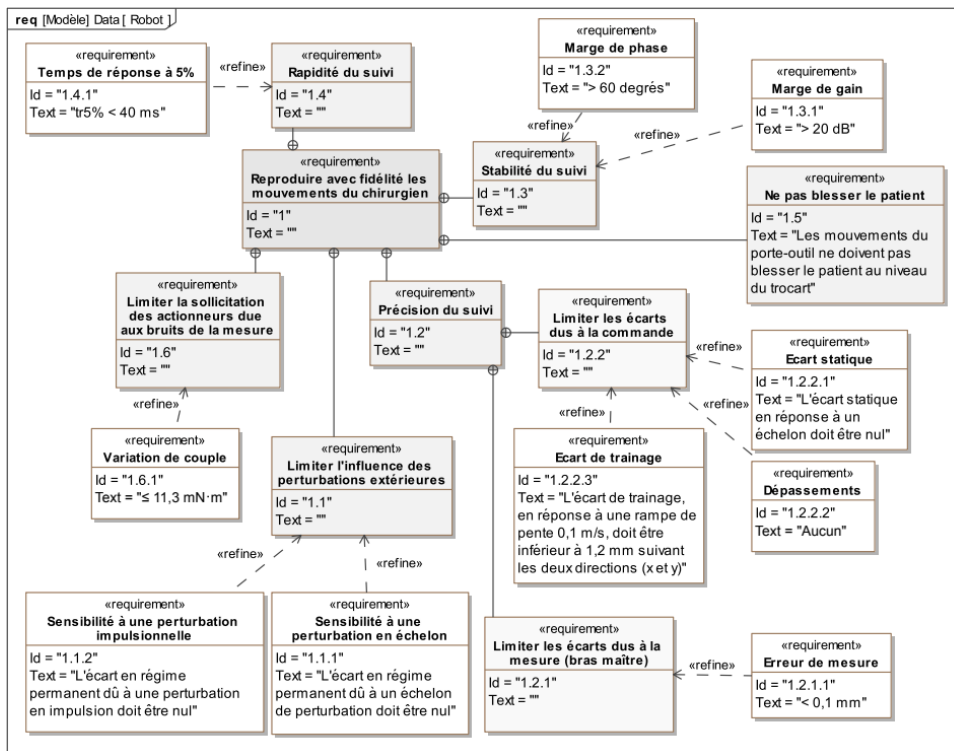 req [Modèle] Data [ Robot ]
«requirement»
Temps de réponse à 5%
Id = "1.4.1"
Text = "tr5% < 40 ms"
«refine»
«requirement»
Rapidité du suivi
Id = "1.4"
Text = ""
«requirement»
Marge de phase
Id = "1.3.2"
Text = "> 60 degrés"
«refine»
«requirement»
Marge de gain
Id = "1.3.1"
Text = "> 20 dB"
«refine»
«requirement»
Reproduire avec fidélité les
mouvements du chirurgien
Id = "1"
Text = ""
«requirement»
Stabilité du suivi
Id = "1.3"
Text = ""
«requirement»
Ne pas blesser le patient
Id = "1.5"
Text = "Les mouvements du
porte-outil ne doivent pas
blesser le patient au niveau
du trocart"
«requirement»
Limiter la sollicitation
des actionneurs due
aux bruits de la mesure
Id = "1.6"
Text = ""
«refine»
«requirement»
Précision du suivi
Id = "1.2"
Text = ""
«requirement»
Limiter les écarts
dus à la commande
Id = "1.2.2"
Text = ""
«refine»
«refine»
«refine»
«requirement»
Ecart statique
Id = "1.2.2.1"
Text = "L'écart statique
en réponse à un
échelon doit être nul"
«requirement»
Variation de couple
Id = "1.6.1"
Text = "≤ 11,3 mN·m"
«requirement»
Limiter l'influence des
perturbations extérieures
Id = "1.1"
Text = ""
«refine»
«refine»
«requirement»
Ecart de trainage
Id = "1.2.2.3"
Text = "L'écart de trainage,
en réponse à une rampe de
pente 0,1 m/s, doit être
inférieur à 1,2 mm suivant
les deux directions (x et y)"
«requirement»
Dépassements
Id = "1.2.2.2"
Text = "Aucun"
«requirement»
Sensibilité à une perturbation
impulsionnelle
Id = "1.1.2"
Text = "L'écart en régime
permanent dû à une perturbation
en impulsion doit être nul"
«requirement»
Sensibilité à une
perturbation en échelon
Id = "1.1.1"
Text = "L'écart en régime
permanent dû à un échelon
de perturbation doit être nul"
«requirement»
Limiter les écarts dus à la
mesure (bras maître)
Id = "1.2.1"
Text = ""
«refine»
«requirement»
Erreur de mesure
Id = "1.2.1.1"
Text = "< 0,1 mm"